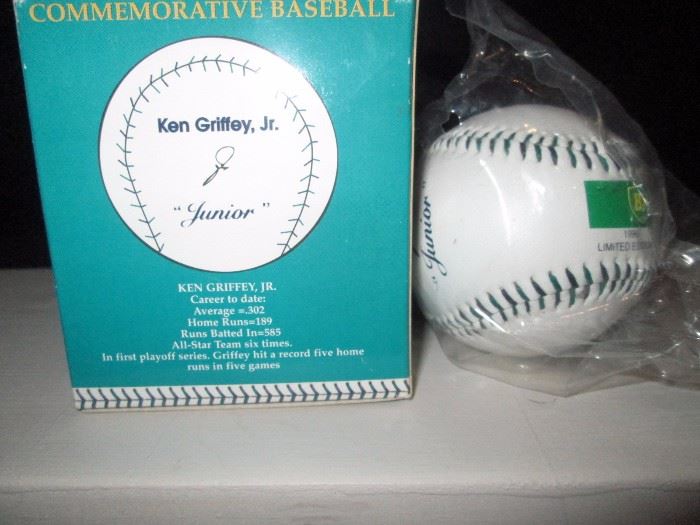 COMMEMORATIVE BASEBALL
Ken Griffey, Jr.
"Junior"
KEN GRIFFEY, JR.
Career to date:
Average =.302
Home Runs=189
Runs Batted In=585
All-Star Team six times.
In first playoff series. Griffey hit a record five home
runs in five games
"Junior"
LIMITED